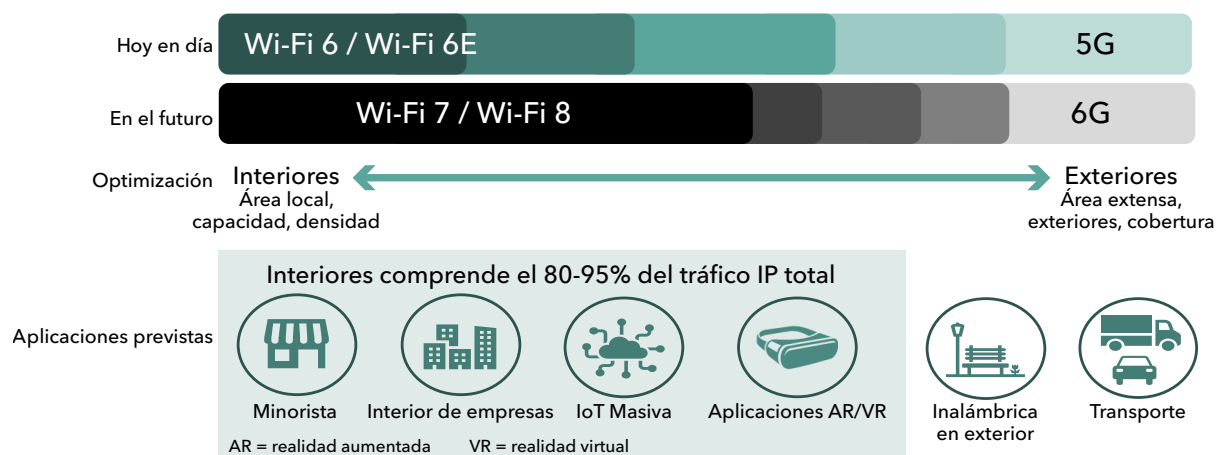 Hoy en día
Wi-Fi 6 / Wi-Fi 6E
5G
En el futuro
Wi-Fi 7 / Wi-Fi 8
6G
Optimización
Interiores
Área local,
capacidad, densidad
Exteriores
Área extensa,
exteriores, cobertura
Interiores comprende el 80-95% del tráfico IP total
Aplicaciones previstas
Minorista
Interior de empresas
IoT Masiva
Aplicaciones AR/VR
Inalámbrica
en exterior
Transporte
AR = realidad aumentada
VR = realidad virtual